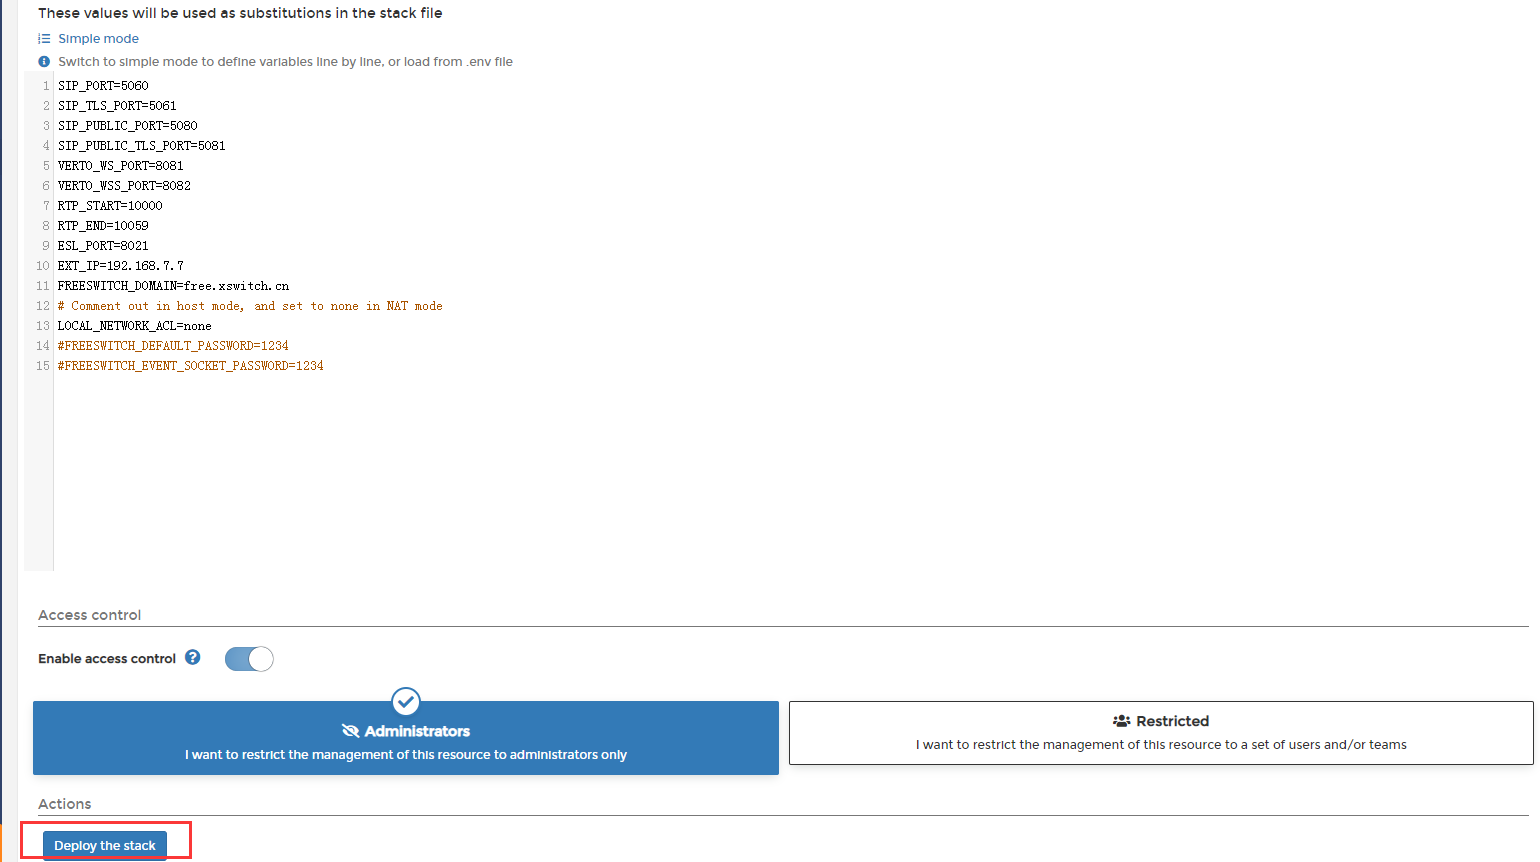 These values will be used as substitutions in the stack file
Simple mode
Switch to simple mode to define variables line by line, or load from .env file
1 SIP_PORT=5060
2 SIP_TLS_PORT=5061
3 SIP_PUBLIC_PORT=5080
4 SIP_PUBLIC_TLS_PORT=5081
5 VERTO_WS_PORT=8081
6 VERTO_WSS_PORT=8082
7 RTP_START=10000
8 RTP_END=10059
9 ESL_PORT=8021
10 EXT_IP=192.168.7.7
11 FREESWITCH_DOMAIN=free.xswitch.cn
12 # Comment out in host mode, and set to none in NAT mode
13 LOCAL_NETWORK_ACL=none
14 #FREESWITCH_DEFAULT_PASSWORD=1234
15 #FREESWITCH_EVENT_SOCKET_PASSWORD=1234
Access control
Enable access control
Administrators
I want to restrict the management of this resource to administrators only
Restricted
I want to restrict the management of this resource to a set of users and/or teams
Actions
Deploy the stack